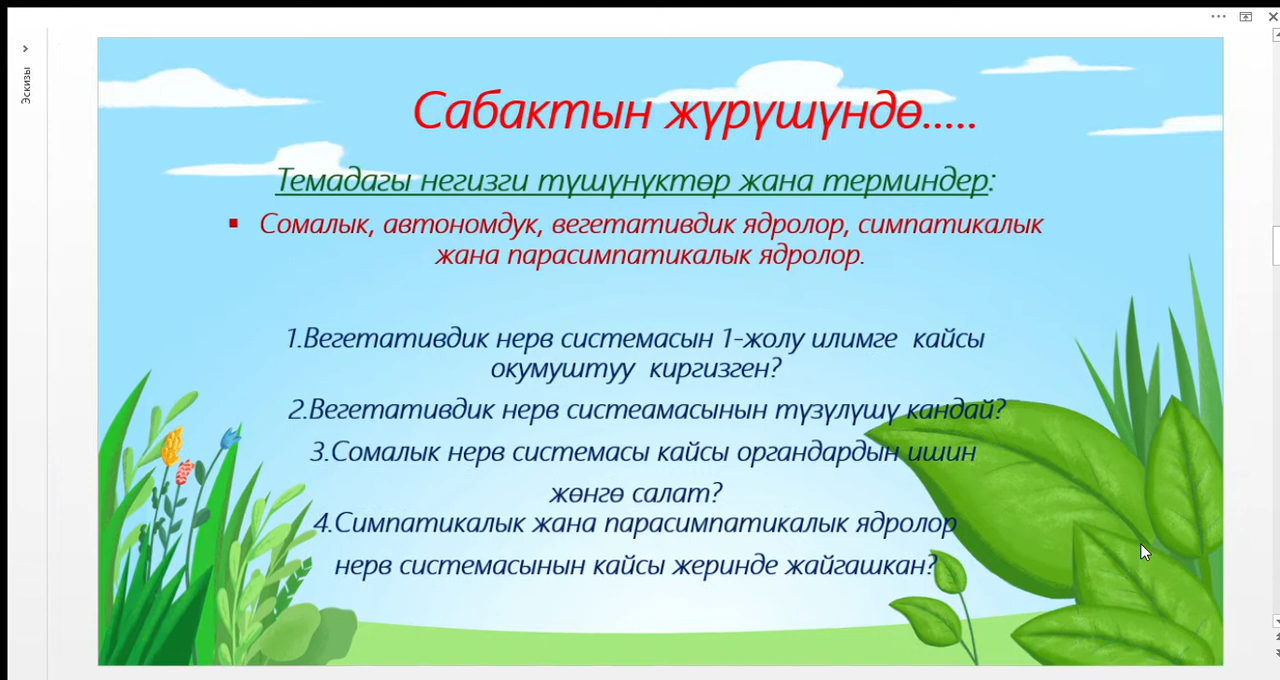 Эскизы
Сабактын жүрүшүндө.....
Темадагы негизги түшүнүктөр жана терминдер:
▪ Сомалык, автономдук, вегетативдик ядролор, симпатикалык
жана парасимпатикалык ядролор.
1.Вегетативдик нерв системасын 1-жолу илимге кайсы
окумуштуу киргизген?
2.Вегетативдик нерв систеамасынын түзүлүшү кандай?
3.Сомалык нерв системасы кайсы органдардын ишин
жөнгө салат?
4.Симпатикалык жана парасимпатикалык ядролор
нерв системасынын кайсы жеринде жайгашкан?